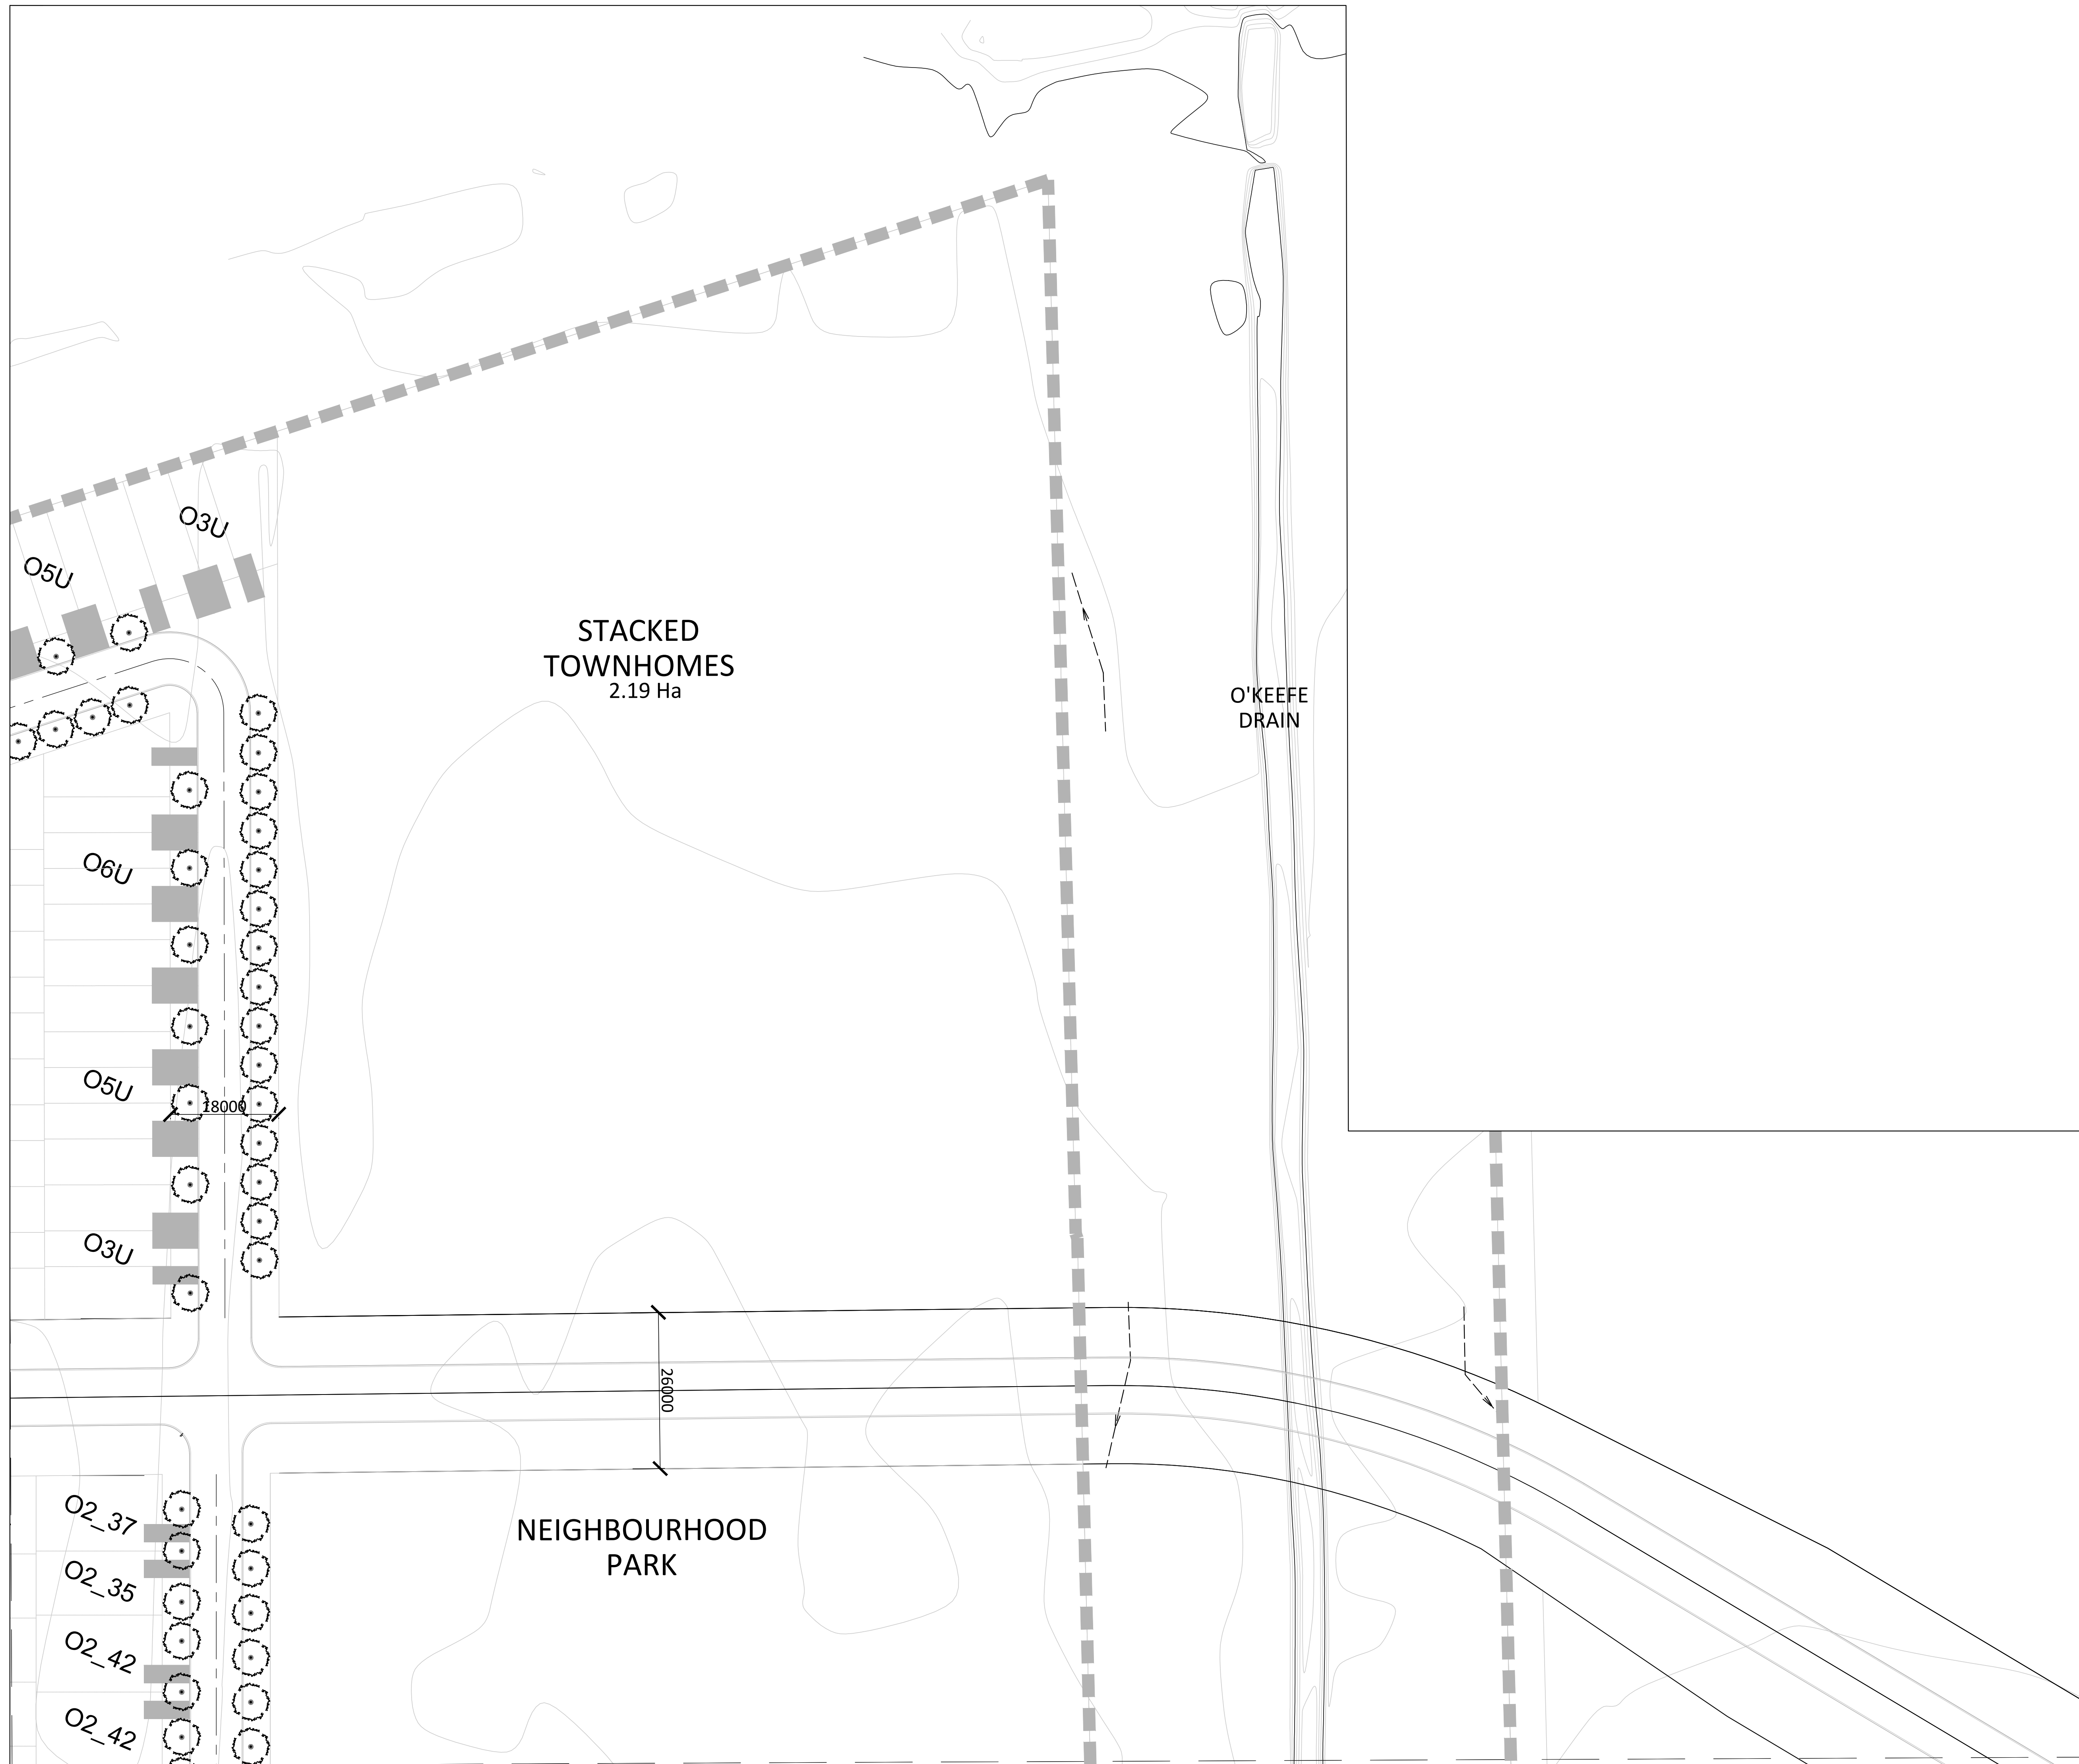 O3U
O5U
STACKED
TOWNHOMES
2.19 Ha
O'KEEFE
DRAIN
O6U
O5U
18000
O3U
26000
O2_37
NEIGHBOURHOOD
PARK
O2_35
O2_42
O2_42